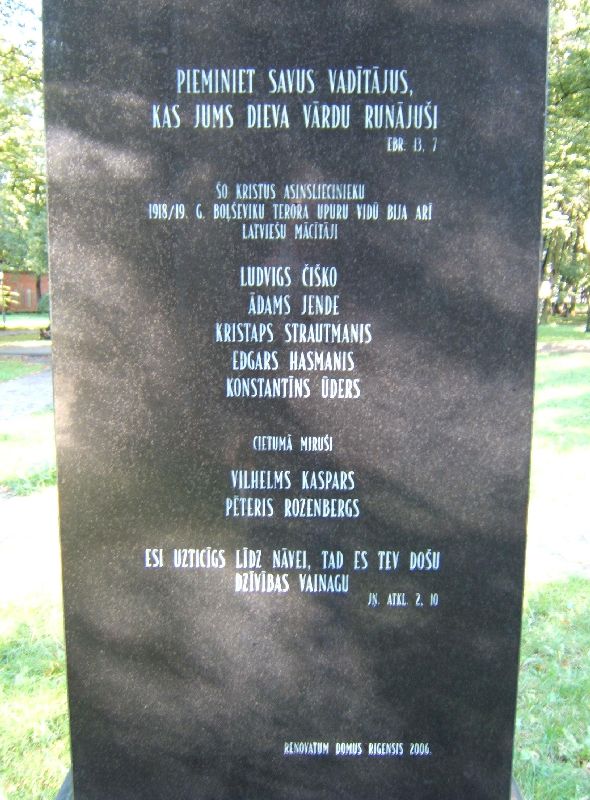 PIEMINIET SAVUS VADĪTĀJUS,
KAS JUMS DIEVA VĀRDU RUNĀJUŠI
EBR. 13, 7
ŠO KRISTUS ASINSLIECINIEKU
1918/19. G. BOĻŠEVIKU TERORA UPURU VIDŪ BIJA ARĪ
LATVIEŠU MĀCĪTĀJI
LUDVIGS ČIŠKO
ĀDAMS JENDE
KRISTAPS STRAUTMANIS
EDGARS HASMANIS
KONSTANTĪNS ŪDERS
CIETUMĀ MIRUŠI
VILHELMS KASPARS
PĒTERIS ROZENBERGS
ESI UZTICĪGS LĪDZ NĀVEI, TAD ES TEV DOŠU
DZĪVĪBAS VAINAGU
JŅ. ATKL. 2, 10
RENOVATUM DOMUS RIGENSIS 2006.